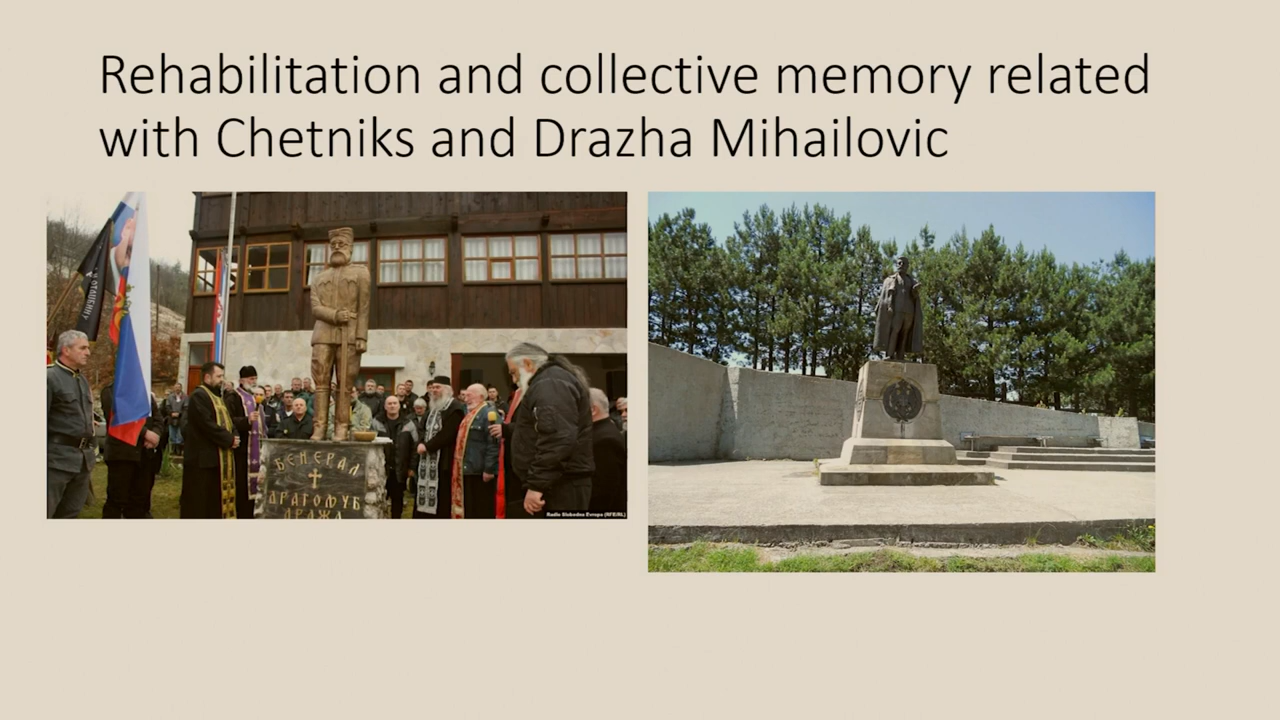 Rehabilitation and collective memory related
with Chetniks and Drazha Mihailovic
ЂЕНЕРАЛ
ДРАГОЉУБ
ДРАЖА
Radio Slobodna Evropa (RFE/RL)